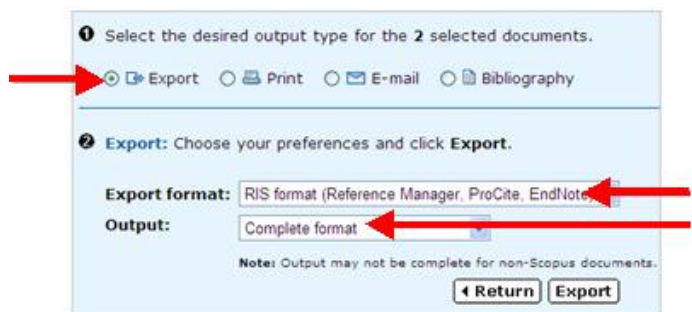 ❶ Select the desired output type for the 2 selected documents.
Export Print E-mail Bibliography
❷ Export: Choose your preferences and click Export.
Export format: RIS format (Reference Manager, ProCite, EndNote)
Output: Complete format
Note: Output may not be complete for non-Scopus documents.
Return Export